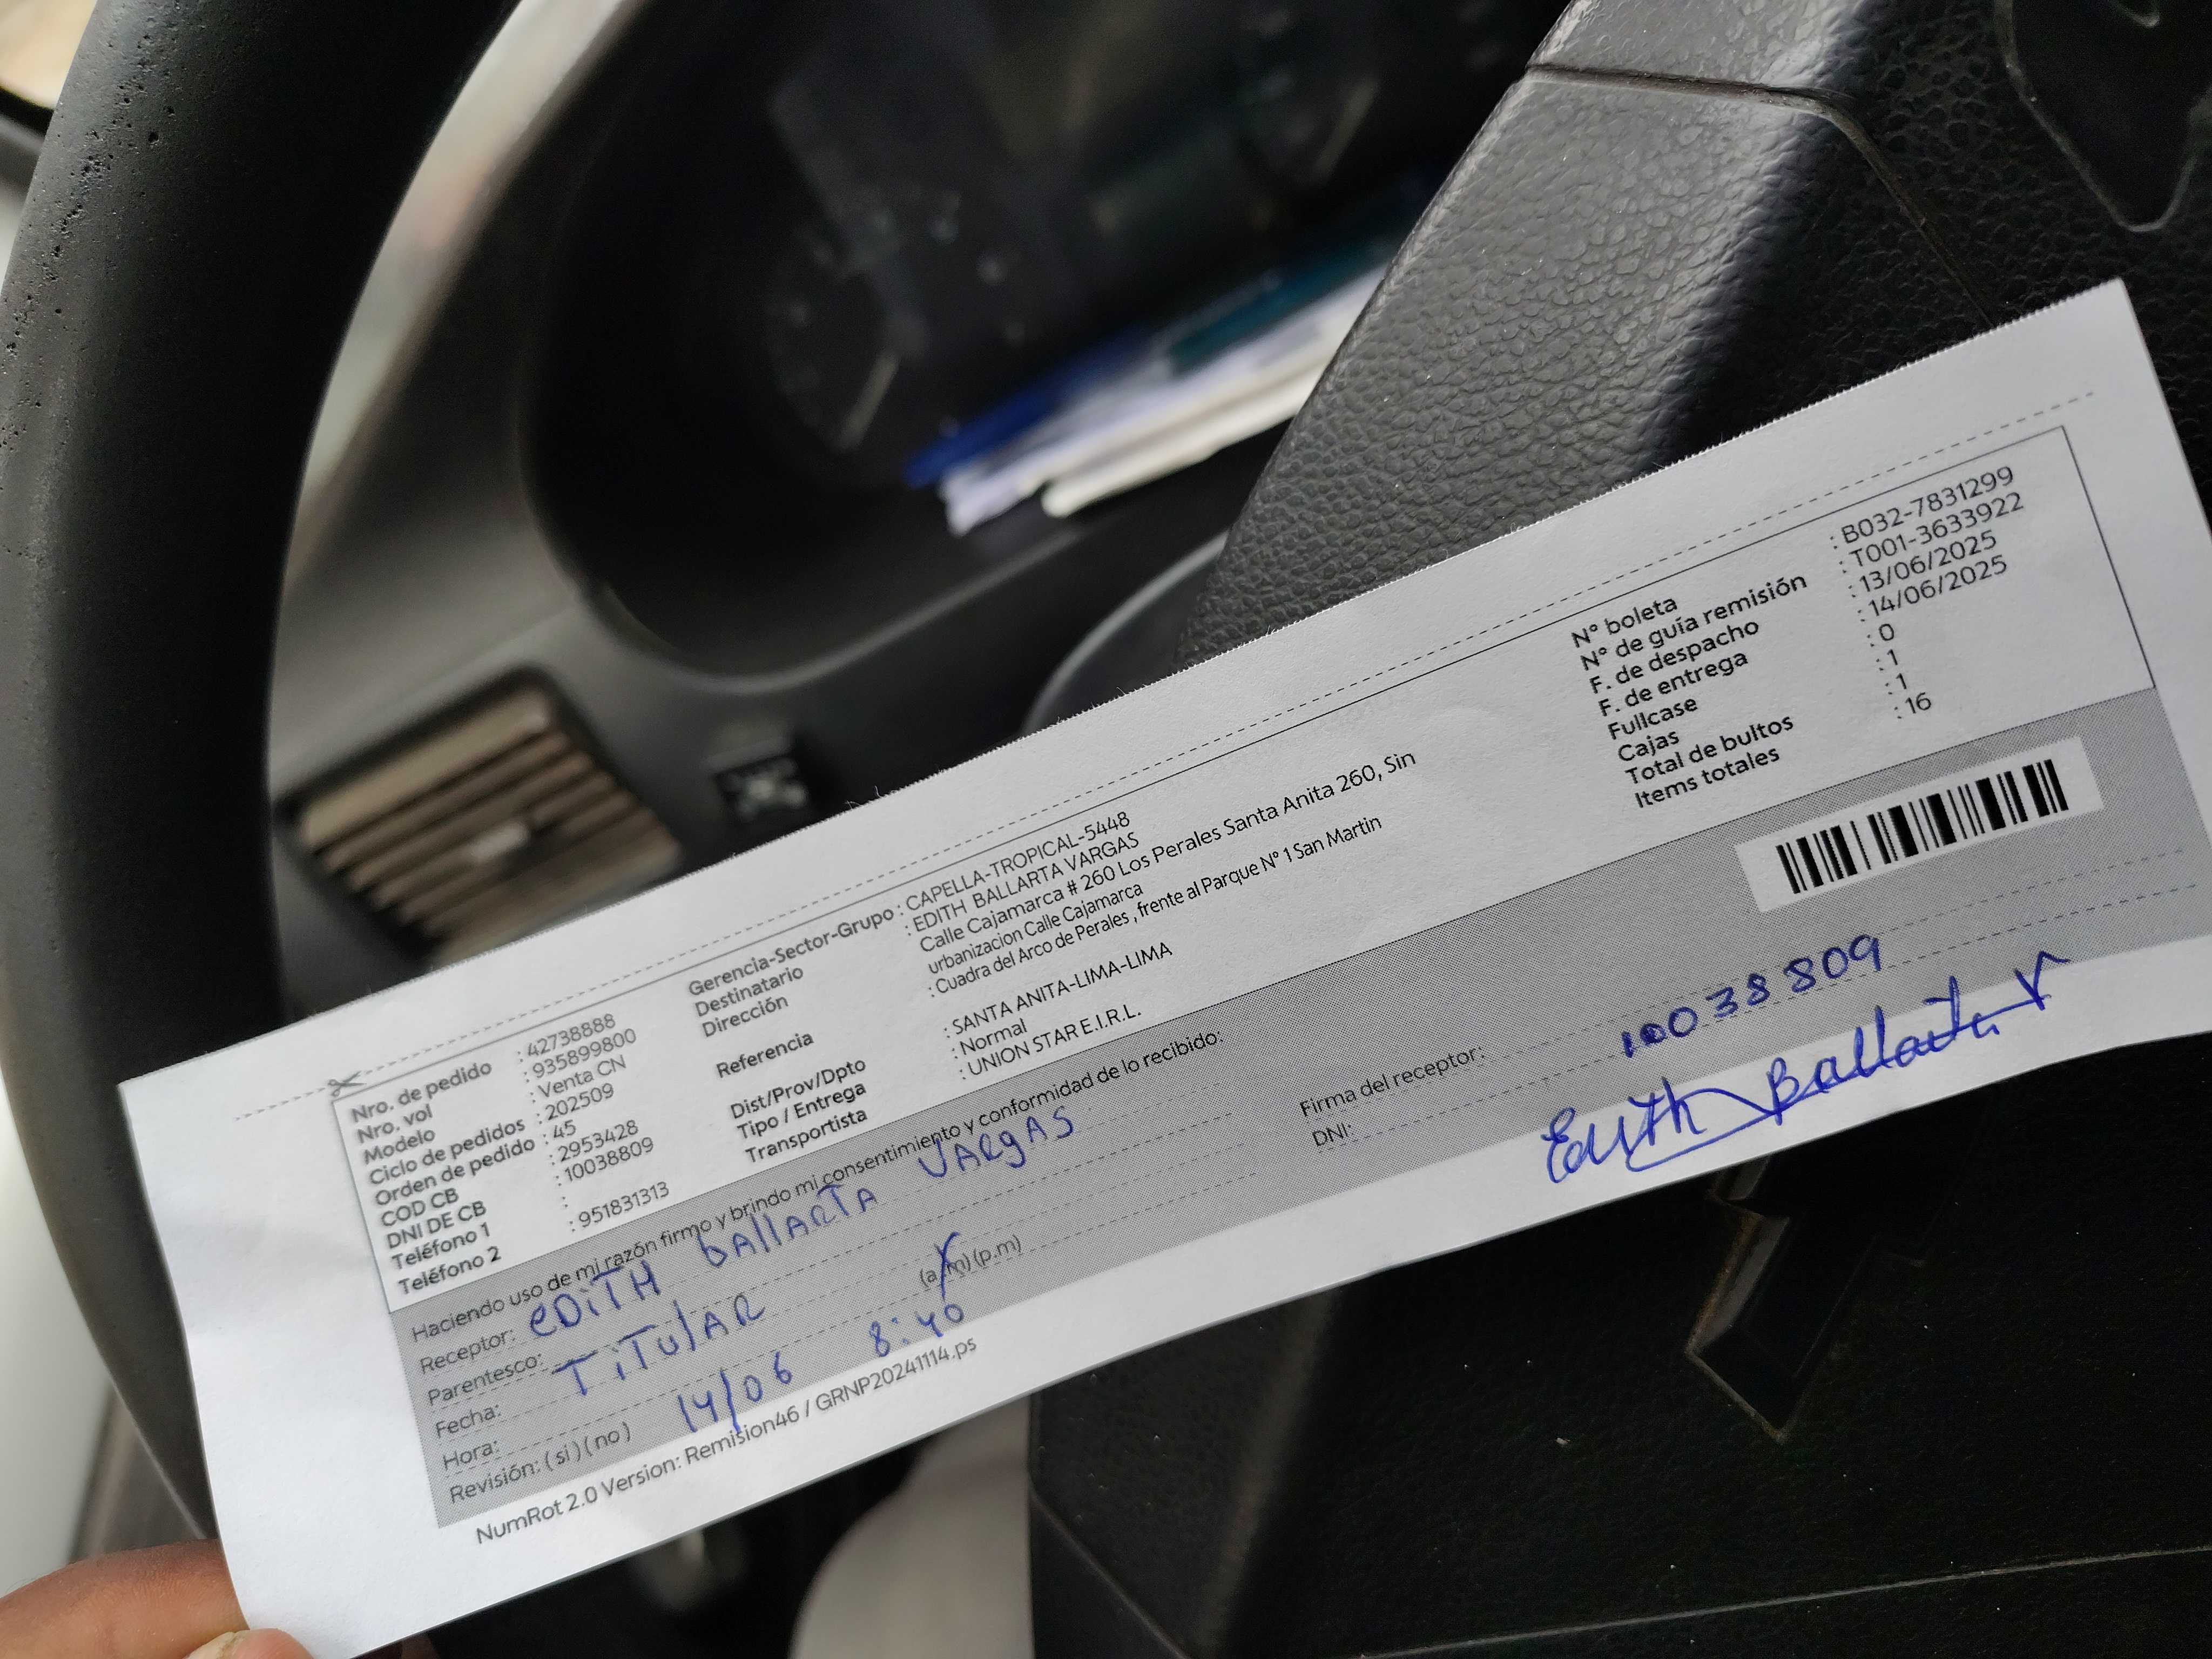 Nro. de pedido : 42738888
Nro. vol : 935899800
Modelo : Venta CN
Ciclo de pedidos : 202509
Orden de pedido : 45
COD CB : 2953428
DNI DE CB : 10038809
Teléfono 1 :
Teléfono 2 : 951831313
Gerencia-Sector-Grupo : CAPELLA-TROPICAL-5448
Destinatario : EDITH BALLARTA VARGAS
Dirección Calle Cajamarca # 260 Los Perales Santa Anita 260, Sin
urbanizacion Calle Cajamarca
Referencia : Cuadra del Arco de Perales , frente al Parque N° 1 San Martin
Dist/Prov/Dpto : SANTA ANITA-LIMA-LIMA
Tipo / Entrega : Normal
Transportista : UNION STAR E.I.R.L.
N° boleta : B032-7831299
N° de guía remisión : T001-3633922
F. de despacho : 13/06/2025
F. de entrega : 14/06/2025
Fullcase : 0
Cajas : 1
Total de bultos : 1
Items totales : 16
Haciendo uso de mi razón firmo y brindo mi consentimiento y conformidad de lo recibido:
Receptor: eDiTH bAllARTA VARgAS
Parentesco: TiTulAR
Fecha: 14/06
Hora: 8:40 (a.m) (p.m)
Revisión: ( si ) ( no )
Firma del receptor: 10038809
DNI: Edith Ballarta V
NumRot 2.0 Version: Remision46 / GRNP20241114.ps